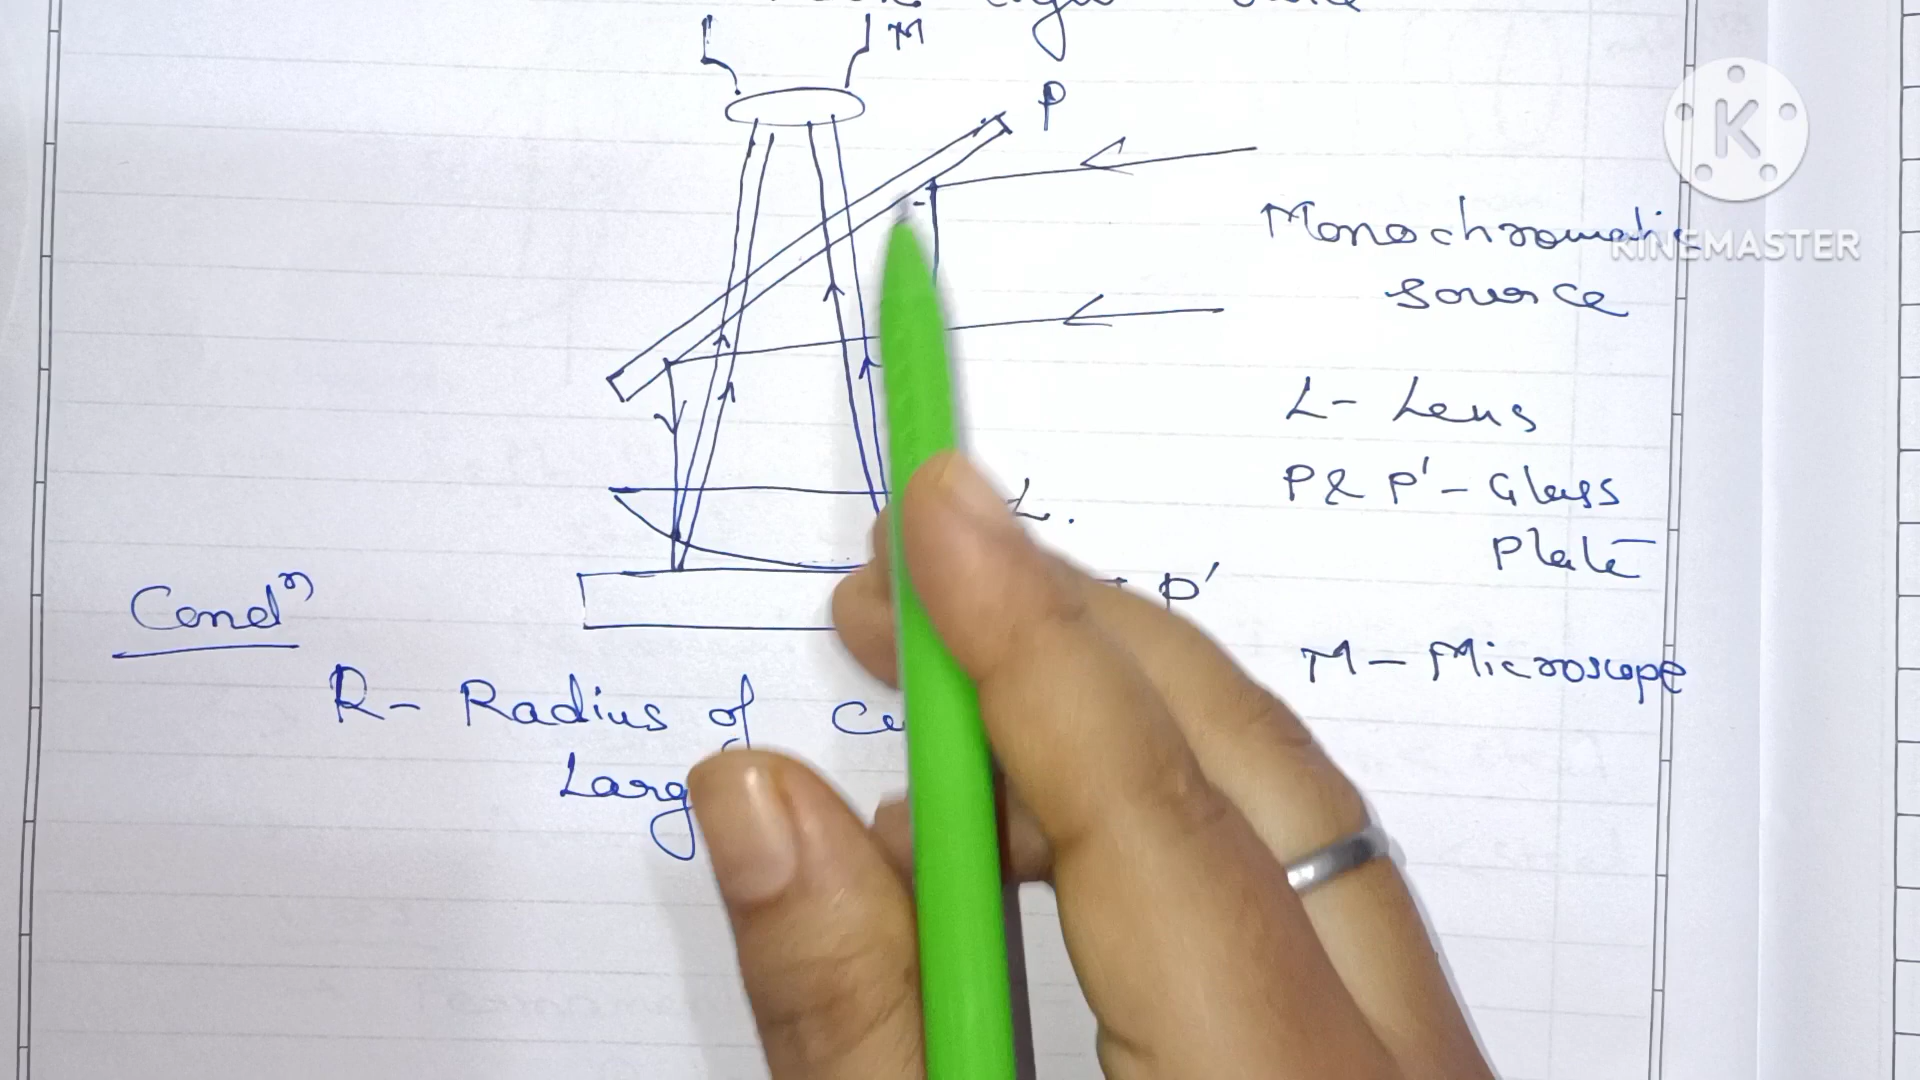 M
P
K
Monochromatic
KINEMASTER
Source
L - Lens
L.
P & P' - Glass
Plate
P'
Cond^n
M - Microscope
R - Radius of